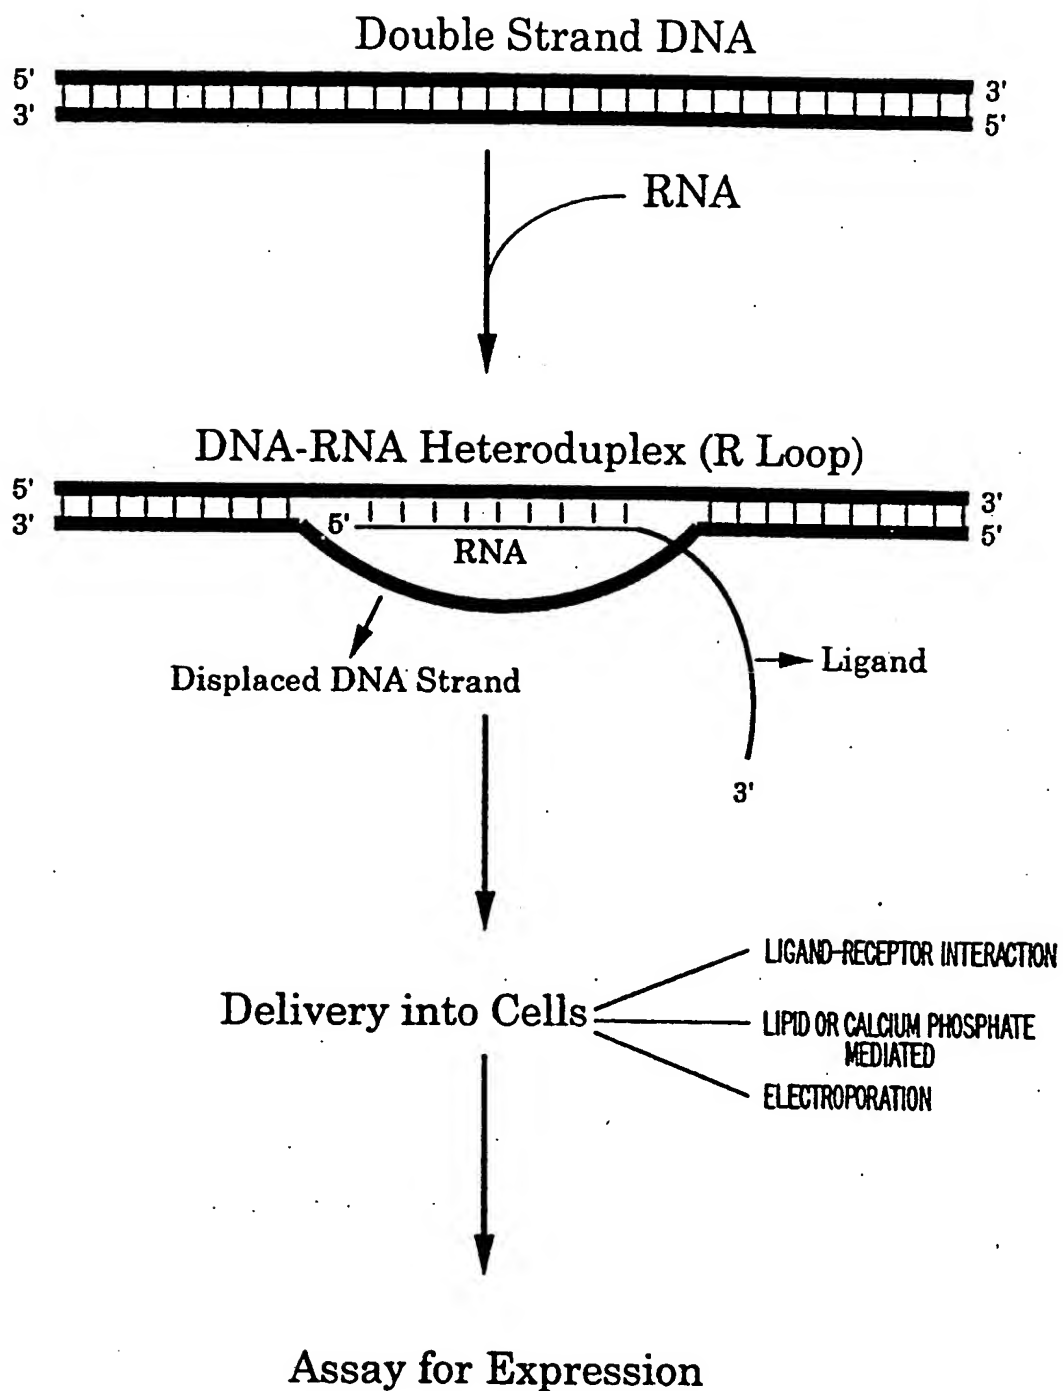 Double Strand DNA
5' 3'
3' 5'
RNA
DNA-RNA Heteroduplex (R Loop)
5' 3'
3' 5' 5'
RNA
Displaced DNA Strand
Ligand
3'
Delivery into Cells
LIGAND-RECEPTOR INTERACTION
LIPID OR CALCIUM PHOSPHATE
MEDIATED
ELECTROPORATION
Assay for Expression